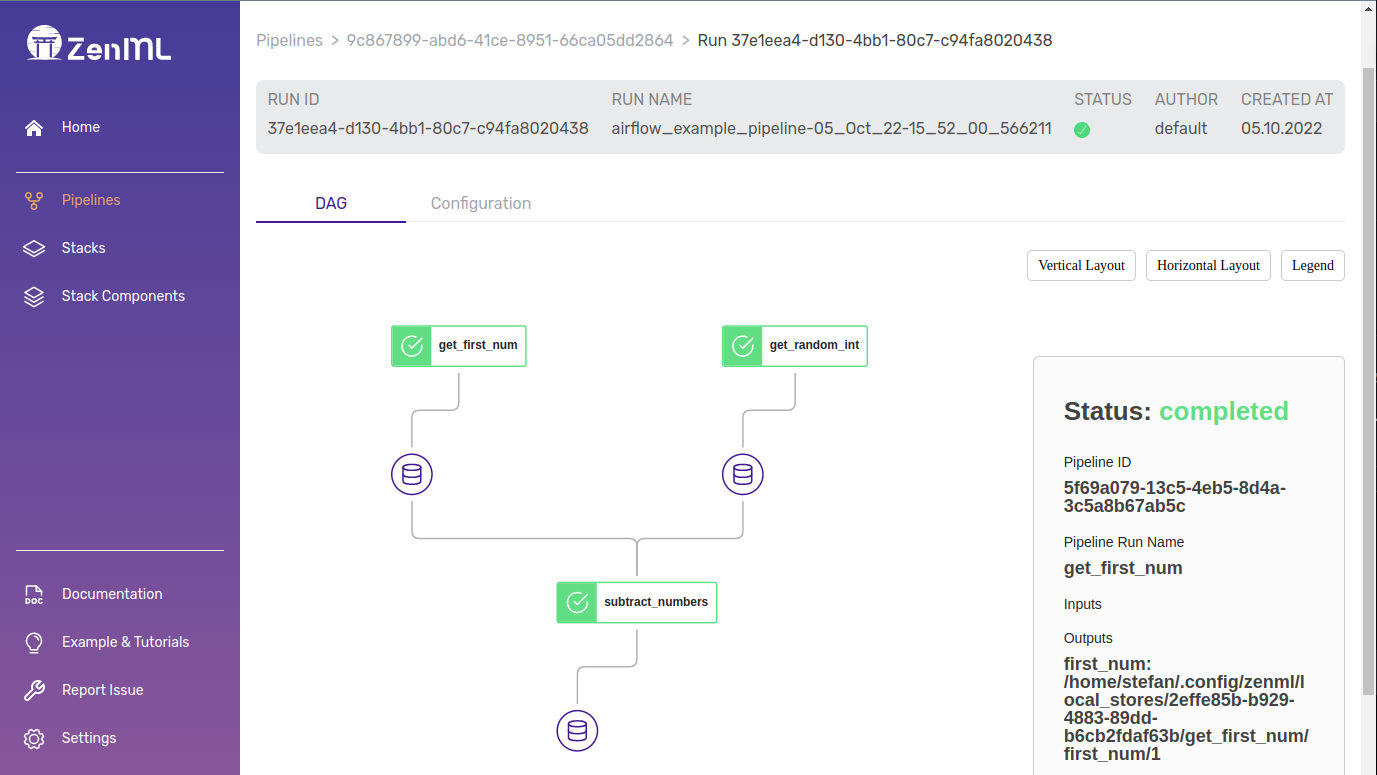 ZenML
Home
Pipelines
Stacks
Stack Components
DOC
Documentation
Example & Tutorials
Report Issue
Settings
Pipelines > 9c867899-abd6-41ce-8951-66ca05dd2864 > Run 37e1eea4-d130-4bb1-80c7-c94fa8020438
RUN ID RUN NAME STATUS AUTHOR CREATED AT
37e1eea4-d130-4bb1-80c7-c94fa8020438 airflow_example_pipeline-05_Oct_22-15_52_00_566211 default 05.10.2022
DAG Configuration
Vertical Layout Horizontal Layout Legend
get_first_num get_random_int
subtract_numbers
Status: completed
Pipeline ID
5f69a079-13c5-4eb5-8d4a-
3c5a8b67ab5c
Pipeline Run Name
get_first_num
Inputs
Outputs
first_num:
/home/stefan/.config/zenml/l
ocal_stores/2effe85b-b929-
4883-89dd-
b6cb2fdaf63b/get_first_num/
first_num/1